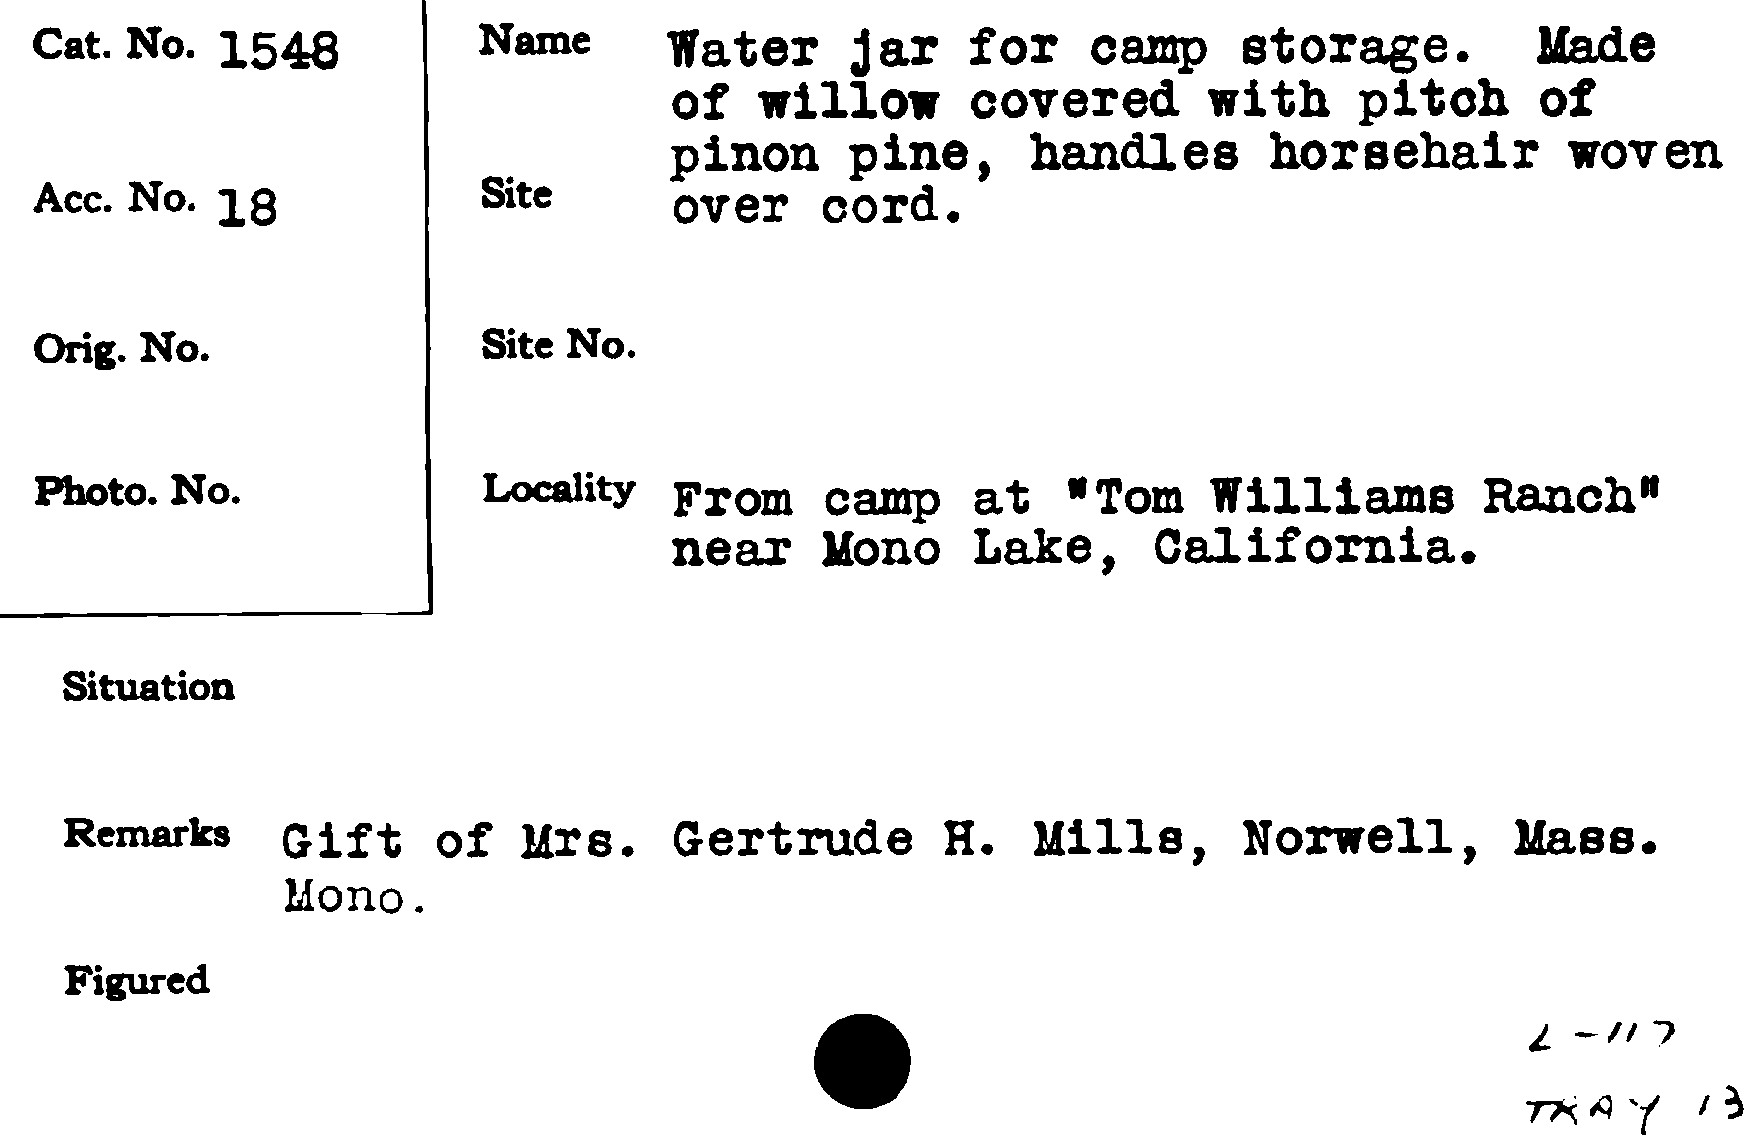 Cat. No. 1548
Name Water jar for camp storage. Made
of willow covered with pitch of
pinon pine, handles horsehair woven
Acc. No. 18
Site over cord.
Orig. No.
Site No.
Photo. No.
Locality From camp at "Tom Williams Ranch"
near Mono Lake, California.
Situation
Remarks Gift of Mrs. Gertrude H. Mills, Norwell, Mass.
Mono.
Figured
L-117
TRAY 13